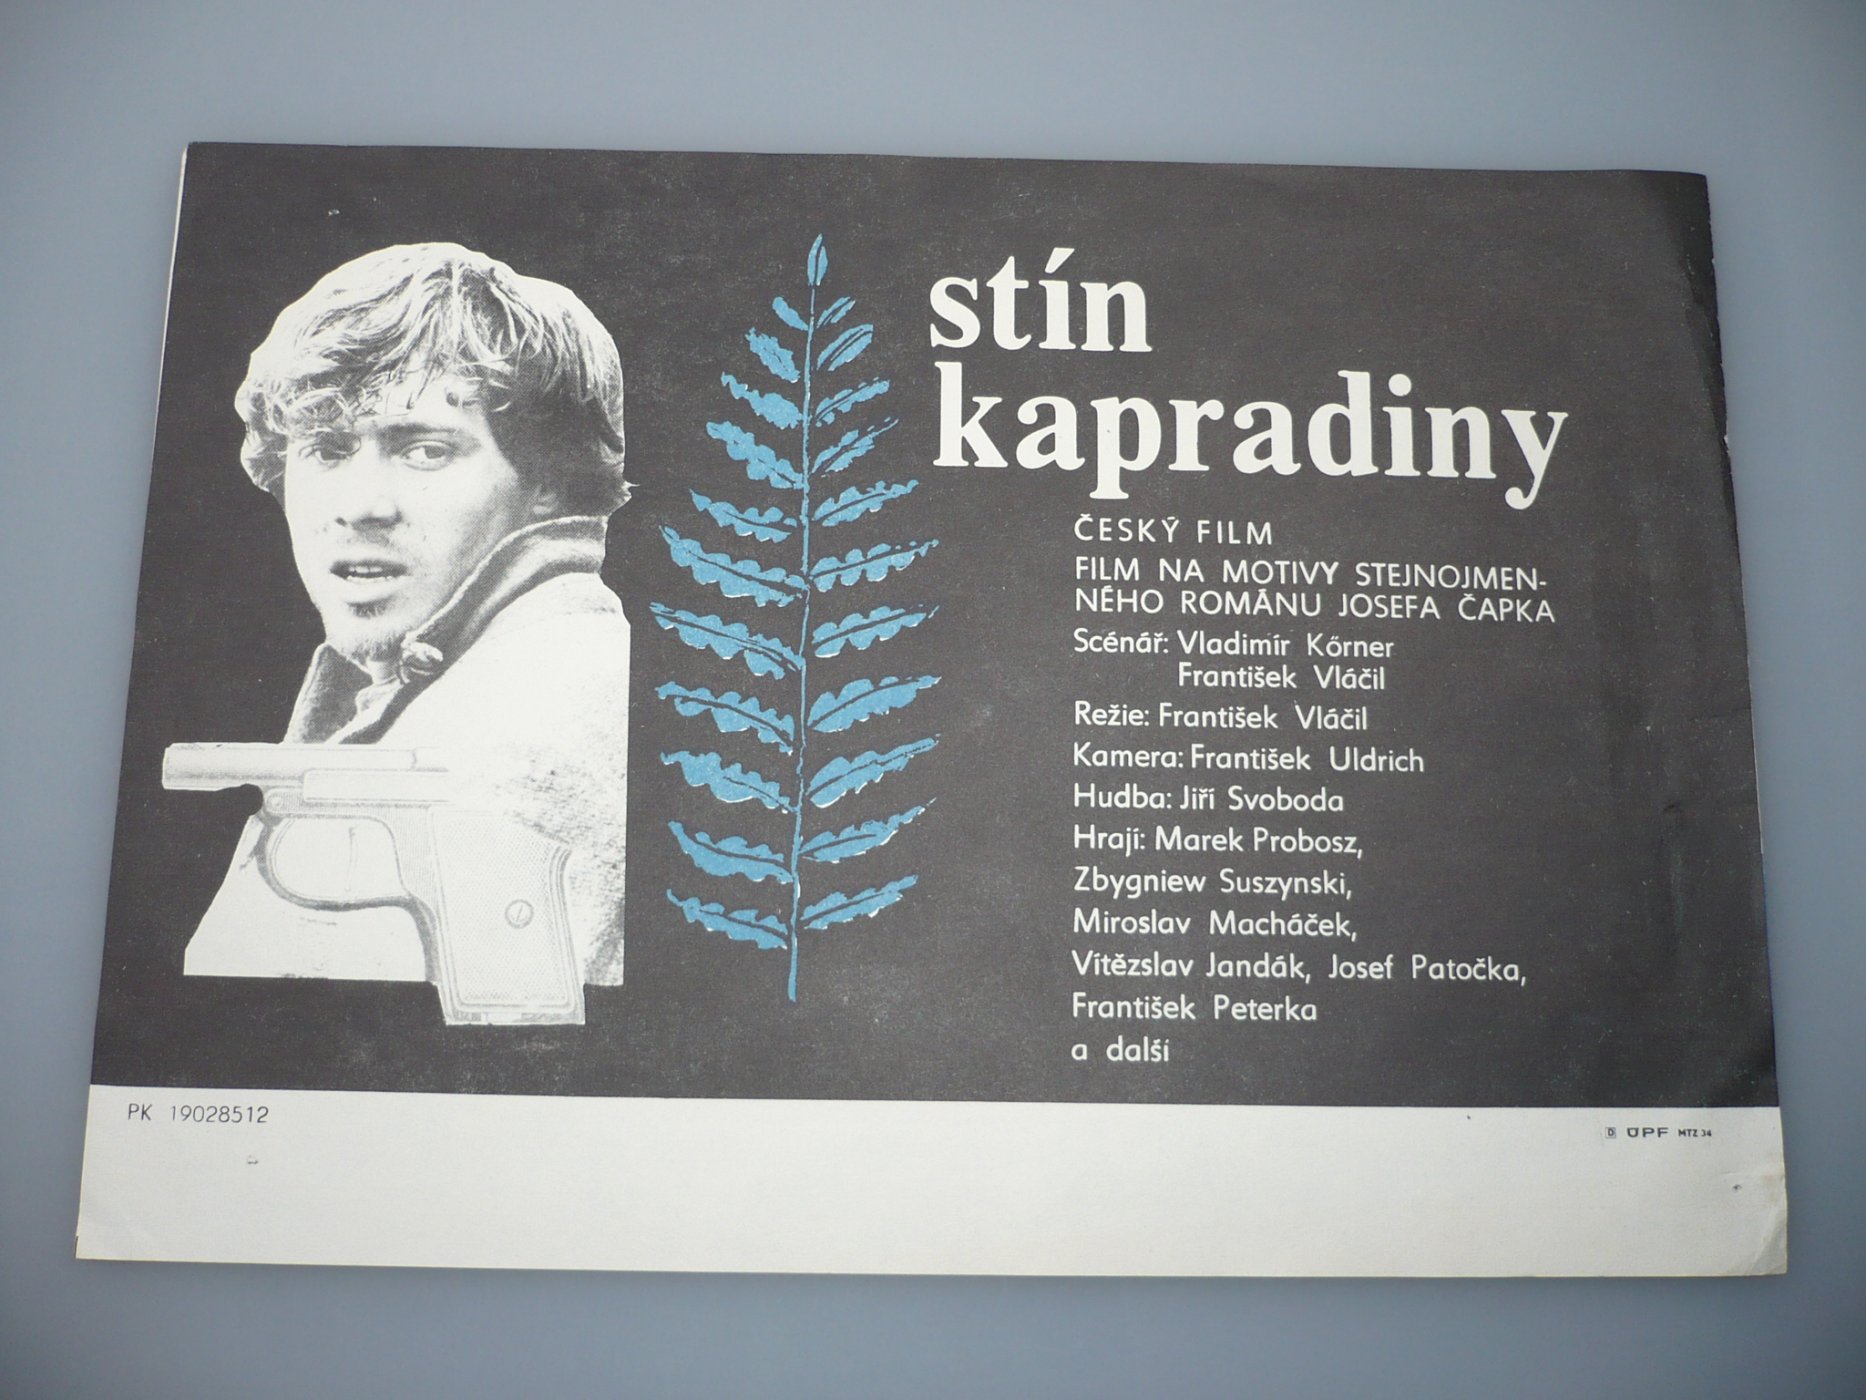 stín
kapradiny
ČESKÝ FILM
FILM NA MOTIVY STEJNOJMEN-
NÉHO ROMÁNU JOSEFA ČAPKA
Scénář: Vladimír Kőrner
František Vláčil
Režie: František Vláčil
Kamera: František Uldrich
Hudba: Jiří Svoboda
Hrají: Marek Probosz,
Zbygniew Suszynski,
Miroslav Macháček,
Vítězslav Jandák, Josef Patočka,
František Peterka
a další
PK 19028512
D ÚPF MTZ 34